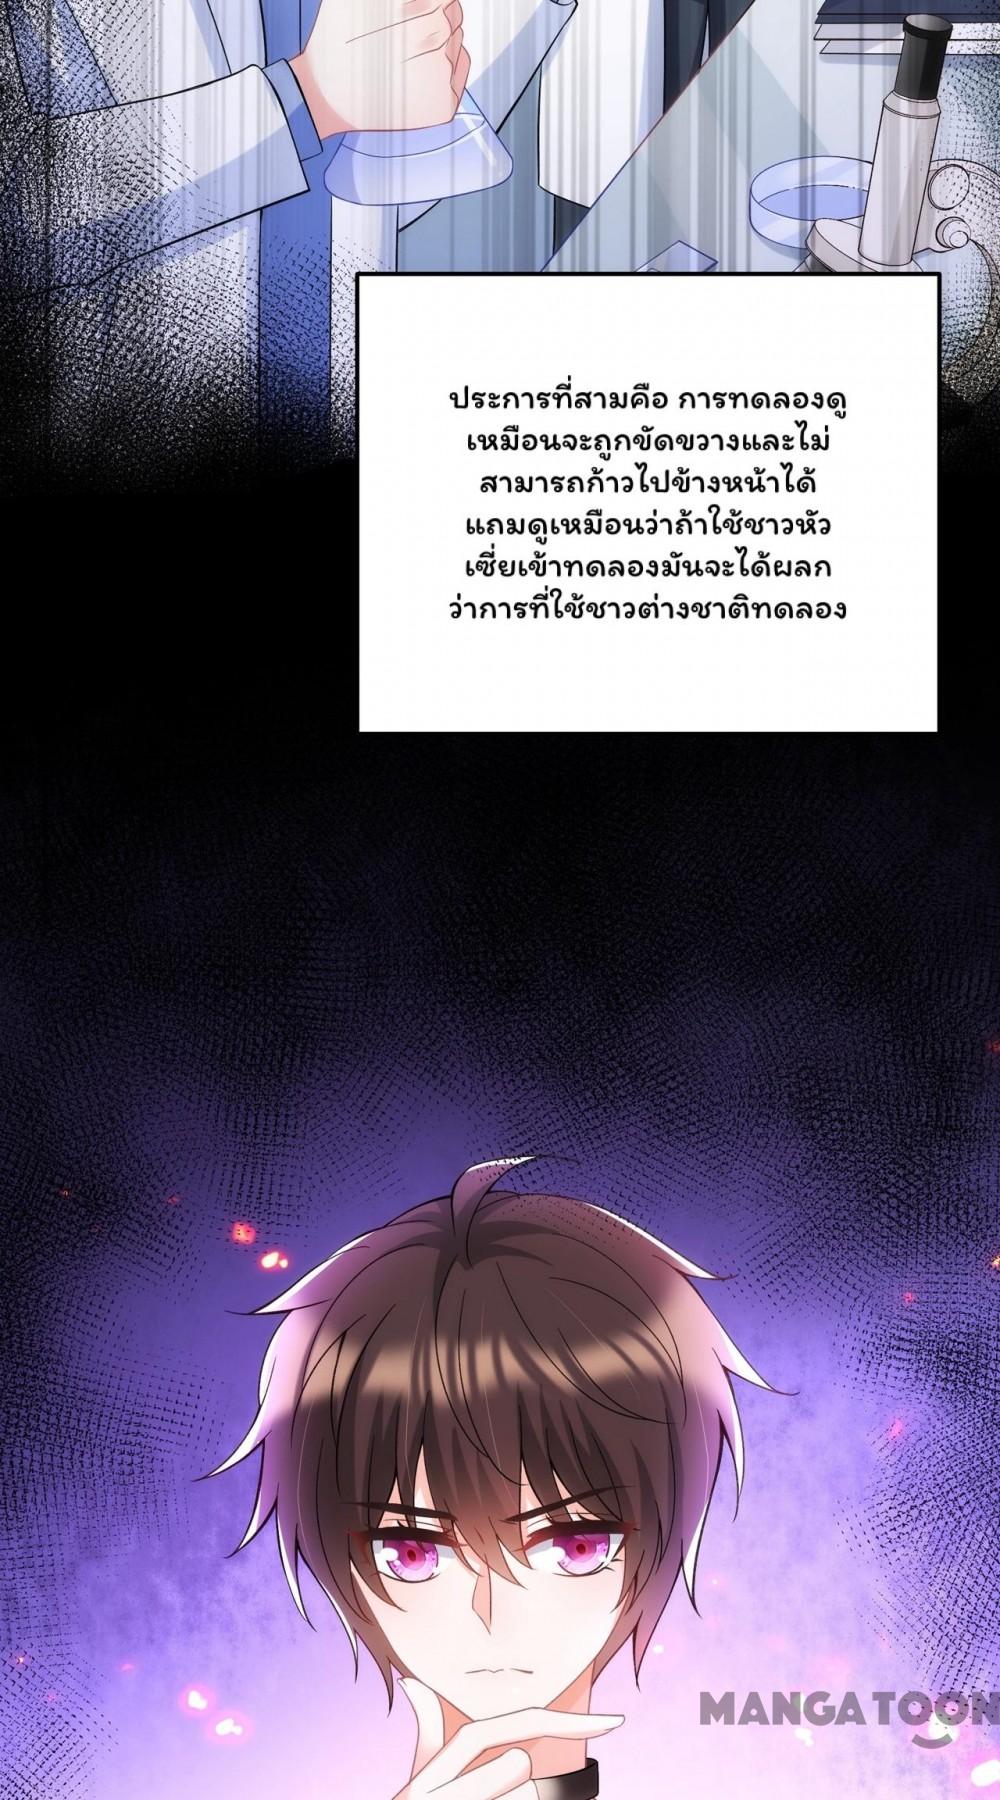 ประการที่สามคือ การทดลองดู
เหมือนจะถูกขัดขวางและไม่
สามารถก้าวไปข้างหน้าได้
แถมดูเหมือนว่าถ้าใช้ชาวหัว
เซี่ยเข้าทดลองมันจะได้ผลก
ว่าการที่ใช้ชาวต่างชาติทดลอง
MANGATOON